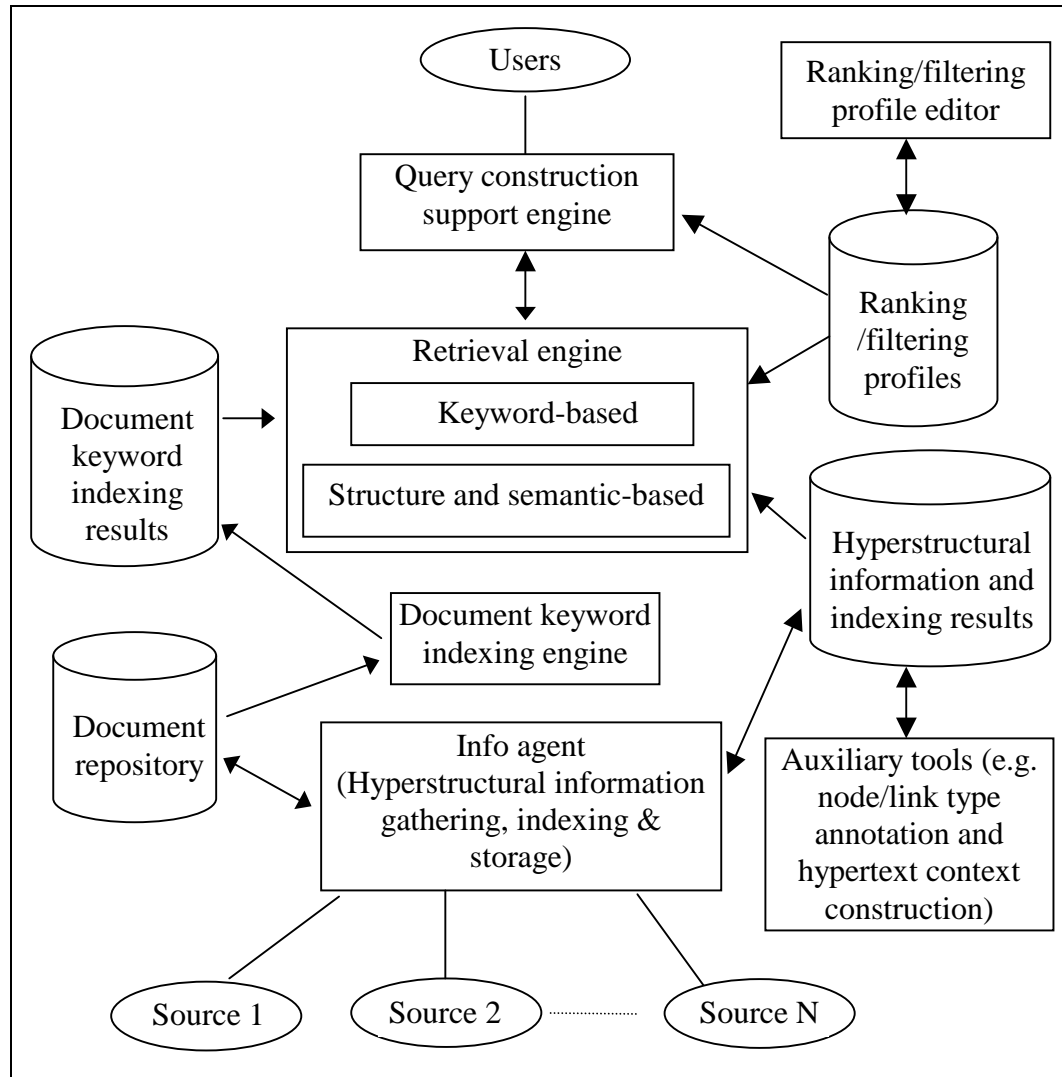 Users
Ranking/filtering
profile editor
Query construction
support engine
Ranking
/filtering
profiles
Retrieval engine
Keyword-based
Structure and semantic-based
Document
keyword
indexing
results
Hyperstructural
information and
indexing results
Document keyword
indexing engine
Document
repository
Info agent
(Hyperstructural information
gathering, indexing &
storage)
Auxiliary tools (e.g.
node/link type
annotation and
hypertext context
construction)
Source 1
Source 2
Source N